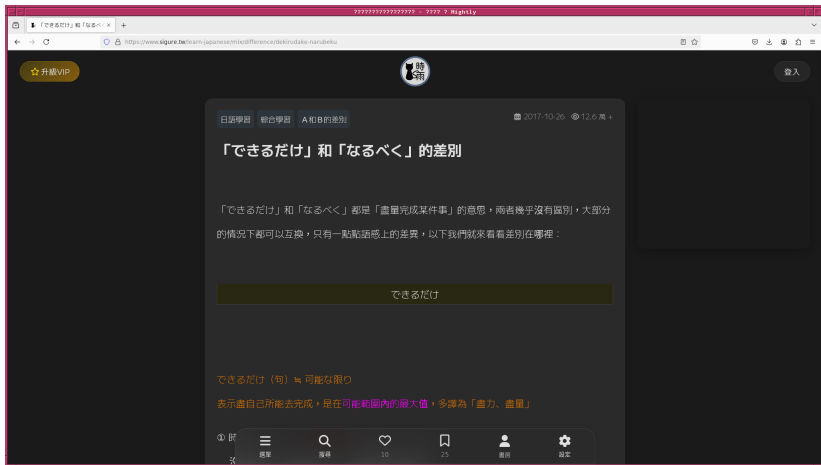 ???????????????? - ???? ? Nightly
「できるだけ」和「なるべく
https://www.sigure.tw/learn-japanese/mix/difference/dekirudake-narubeku
升級VIP
時雨
登入
日語學習 綜合學習 A和B的差別
2017-10-26 12.6 萬 +
「できるだけ」和「なるべく」的差別
「できるだけ」和「なるべく」都是「盡量完成某件事」的意思，兩者幾乎沒有區別，大部分
的情況下都可以互換，只有一點點語感上的差異，以下我們就來看看差別在哪裡：
できるだけ
できるだけ（句）≒ 可能な限り
表示盡自己所能去完成，是在可能範圍內的最大值，多譯為「盡力、盡量」
① 時
選單 搜尋 10 25 書房 設定